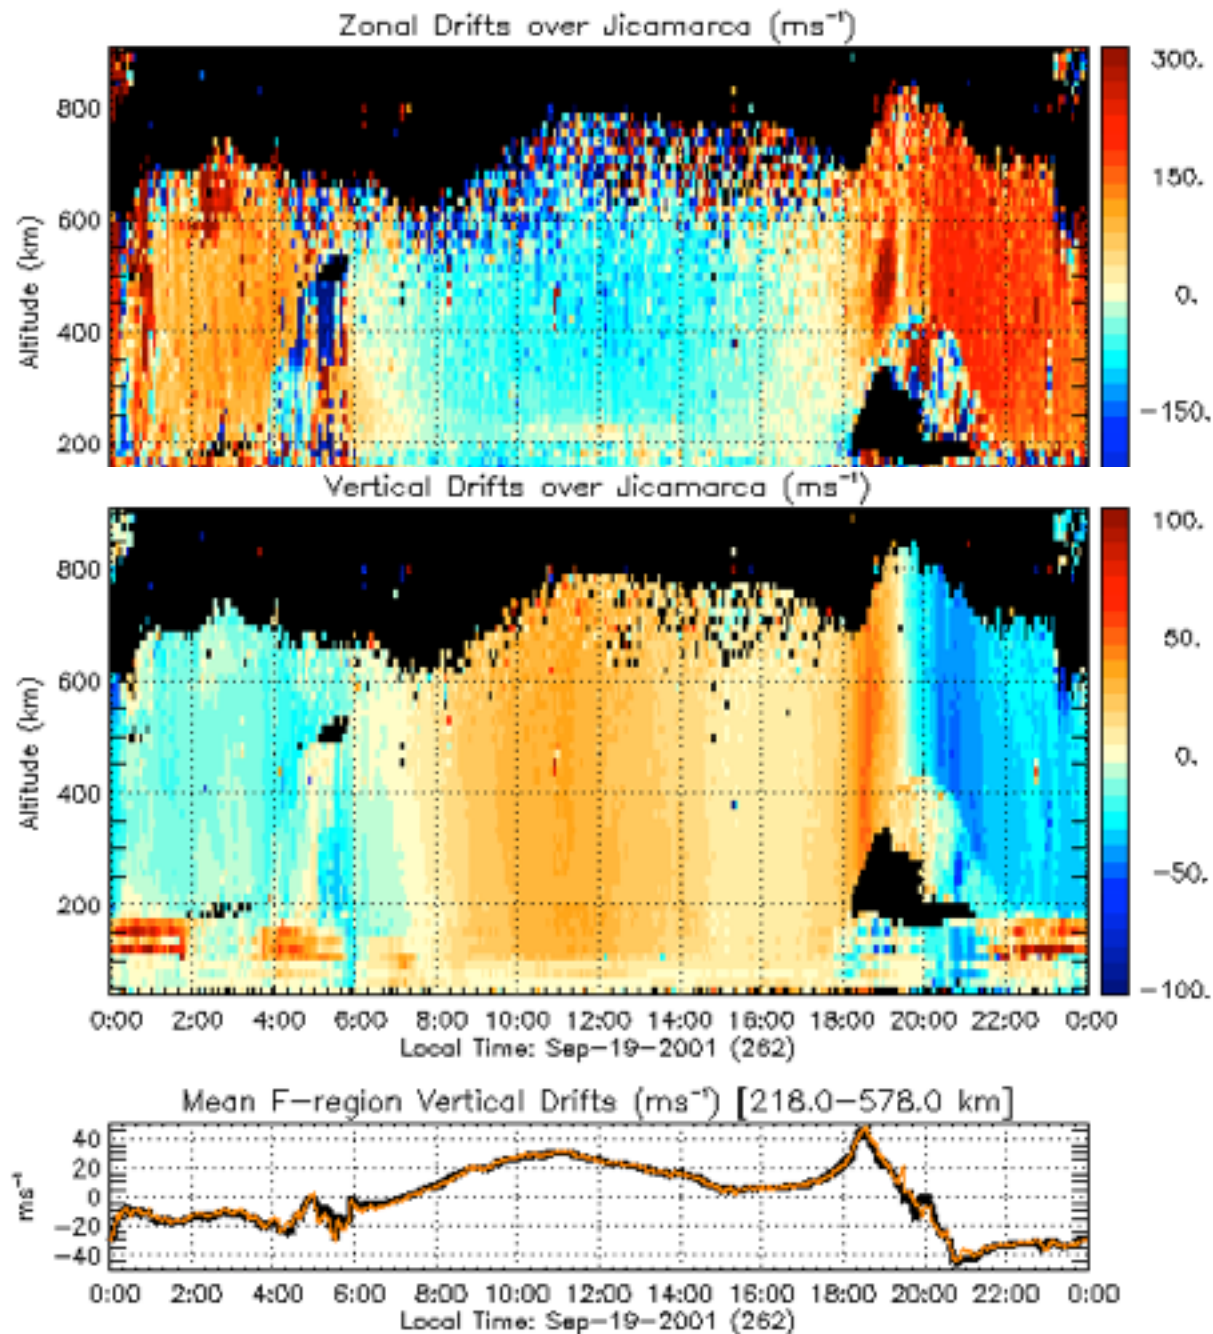 Zonal Drifts over Jicamarca (ms⁻¹)
300.
150.
0.
−150.
800
600
400
200
Altitude (km)
Vertical Drifts over Jicamarca (ms⁻¹)
100.
50.
0.
−50.
−100.
800
600
400
200
Altitude (km)
0:00 2:00 4:00 6:00 8:00 10:00 12:00 14:00 16:00 18:00 20:00 22:00 0:00
Local Time: Sep−19−2001 (262)
Mean F−region Vertical Drifts (ms⁻¹) [218.0−578.0 km]
40
20
0
−20
−40
ms⁻¹
0:00 2:00 4:00 6:00 8:00 10:00 12:00 14:00 16:00 18:00 20:00 22:00 0:00
Local Time: Sep−19−2001 (262)